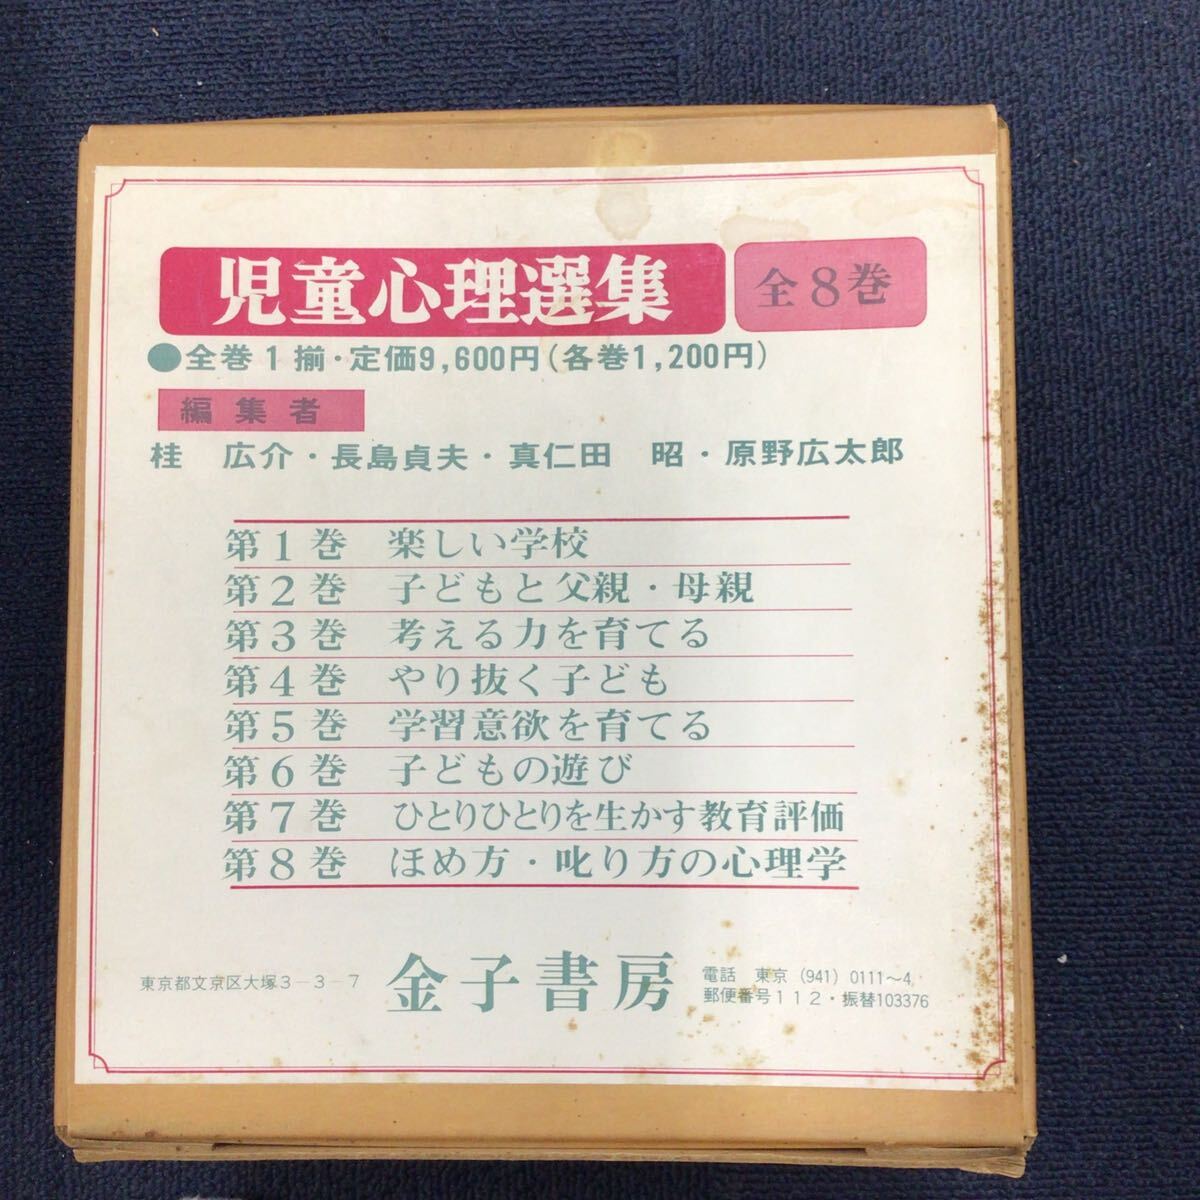 児童心理選集 全8巻
●全巻1揃・定価9,600円(各巻1,200円)
編集者
桂 広介・長島貞夫・真仁田 昭・原野広太郎
第1巻 楽しい学校
第2巻 子どもと父親・母親
第3巻 考える力を育てる
第4巻 やり抜く子ども
第5巻 学習意欲を育てる
第6巻 子どもの遊び
第7巻 ひとりひとりを生かす教育評価
第8巻 ほめ方・叱り方の心理学
東京都文京区大塚3-3-7
金子書房
電話 東京(941)0111〜4
郵便番号112・振替103376